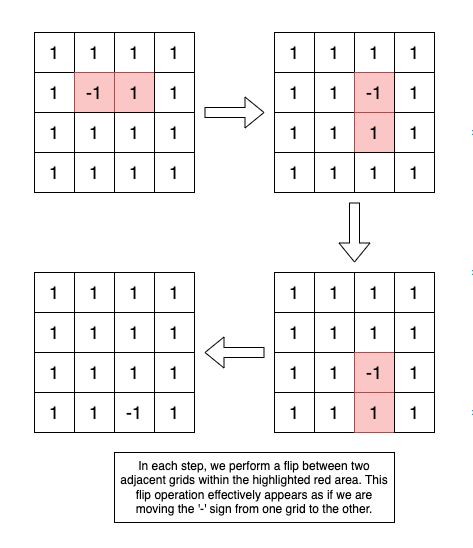 1 1 1 1
1 -1 1 1
1 1 1 1
1 1 1 1
1 1 1 1
1 1 -1 1
1 1 1 1
1 1 1 1
1 1 1 1
1 1 1 1
1 1 1 1
1 1 -1 1
1 1 1 1
1 1 1 1
1 1 -1 1
1 1 1 1
In each step, we perform a flip between two
adjacent grids within the highlighted red area. This
flip operation effectively appears as if we are
moving the '-' sign from one grid to the other.